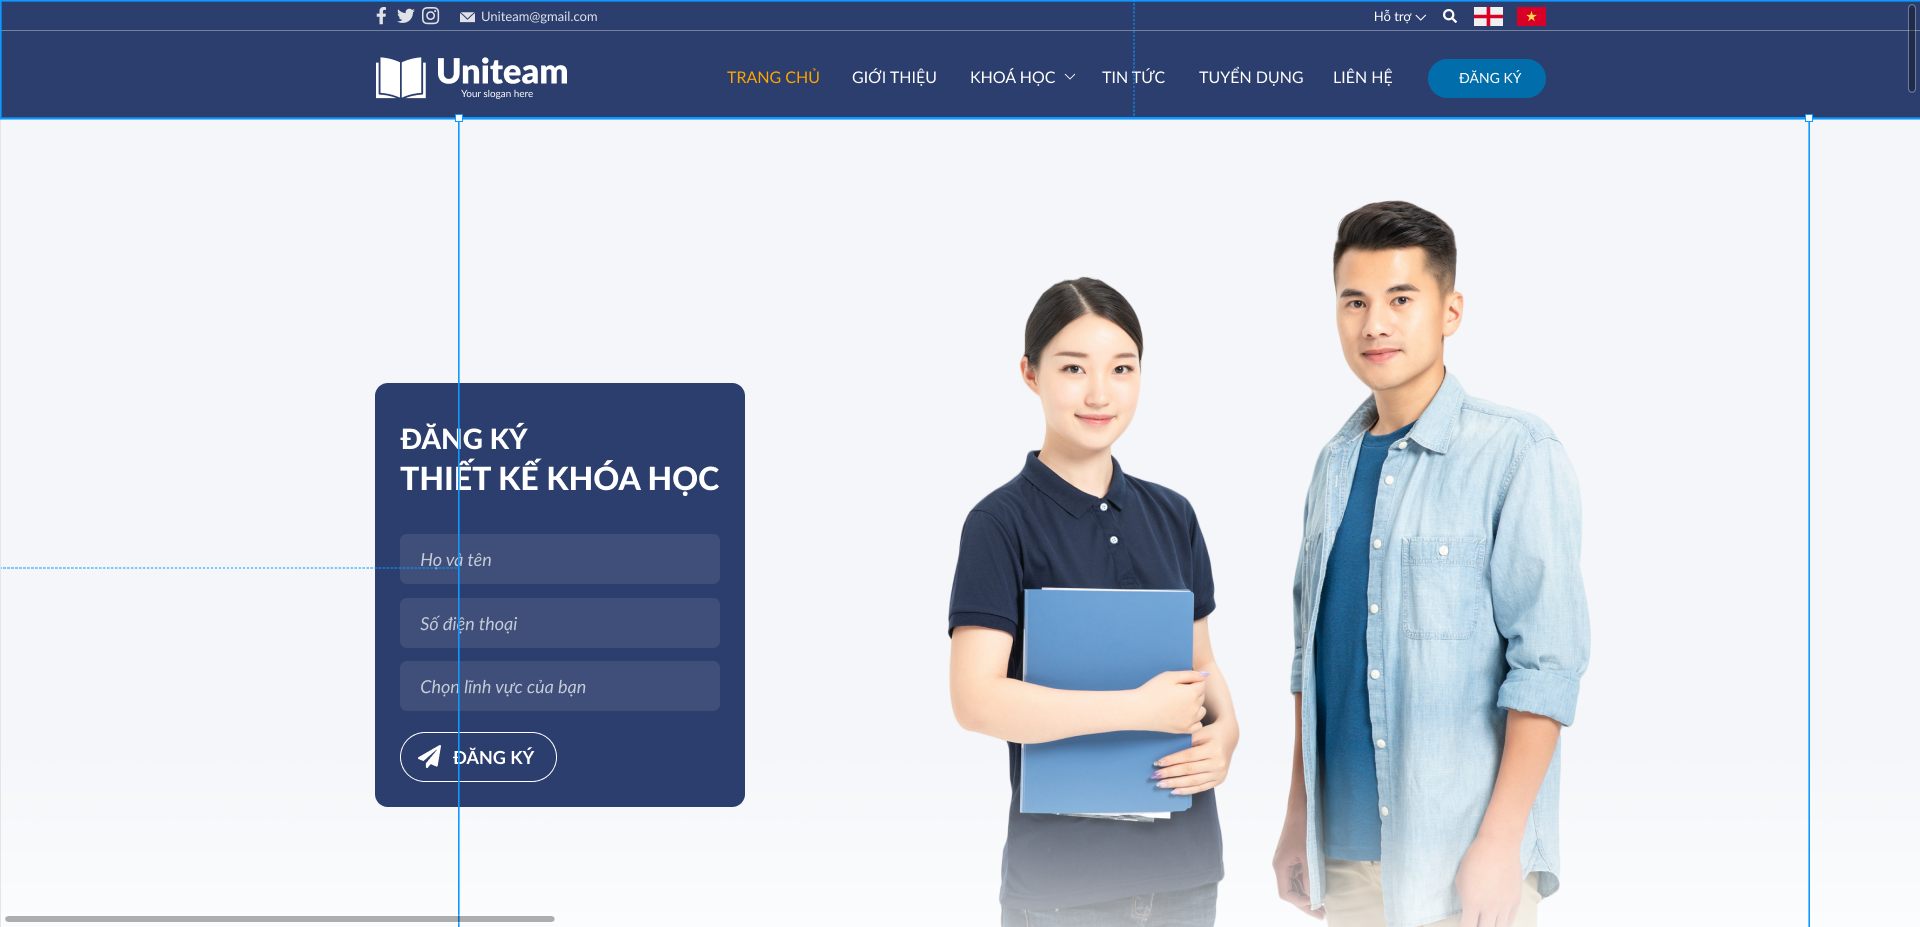 Uniteam@gmail.com
Hỗ trợ
Uniteam
Your slogan here
TRANG CHỦ
GIỚI THIỆU
KHOÁ HỌC
TIN TỨC
TUYỂN DỤNG
LIÊN HỆ
ĐĂNG KÝ
ĐĂNG KÝ
THIẾT KẾ KHÓA HỌC
Họ và tên
Số điện thoại
Chọn lĩnh vực của bạn
ĐĂNG KÝ